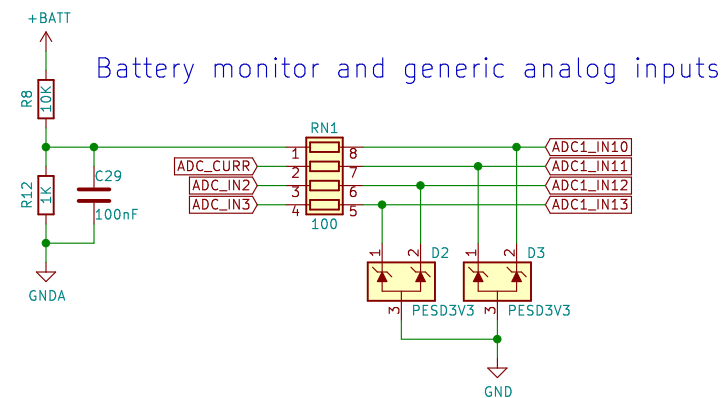 +BATT
Battery monitor and generic analog inputs
R8
10K
RN1
1
8
ADC1_IN10
ADC_CURR
2
7
ADC1_IN11
ADC_IN2
3
6
ADC1_IN12
ADC_IN3
4
5
ADC1_IN13
100
R12
1K
C29
100nF
GNDA
1
2
D2
3
PESD3V3
1
2
D3
3
PESD3V3
GND